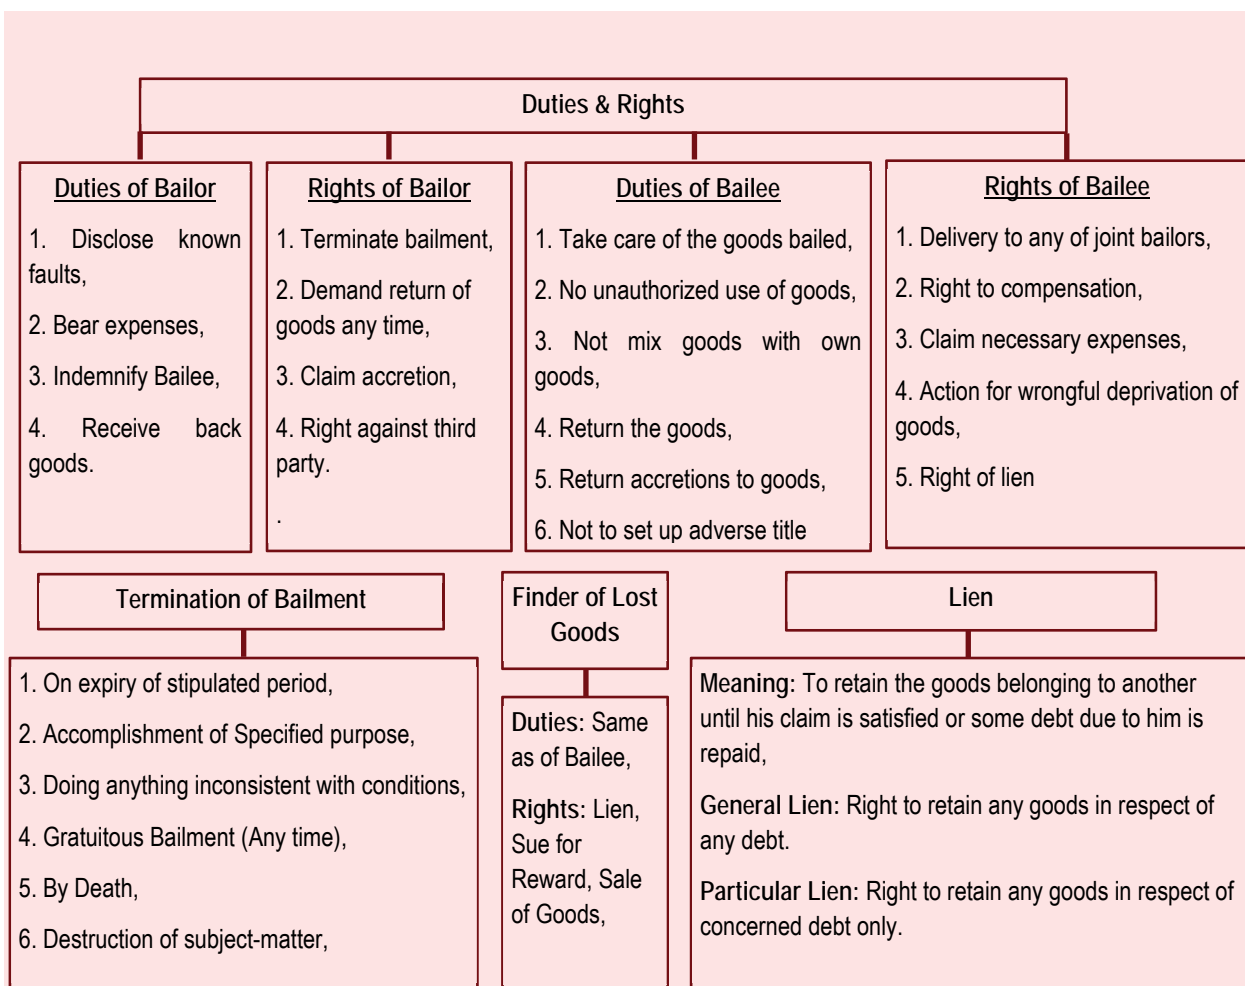 Duties & Rights
Duties of Bailor
1. Disclose known
faults,
2. Bear expenses,
3. Indemnify Bailee,
4. Receive back
goods.
Rights of Bailor
1. Terminate bailment,
2. Demand return of
goods any time,
3. Claim accretion,
4. Right against third
party.
.
Duties of Bailee
1. Take care of the goods bailed,
2. No unauthorized use of goods,
3. Not mix goods with own
goods,
4. Return the goods,
5. Return accretions to goods,
6. Not to set up adverse title
Rights of Bailee
1. Delivery to any of joint bailors,
2. Right to compensation,
3. Claim necessary expenses,
4. Action for wrongful deprivation of
goods,
5. Right of lien
Termination of Bailment
1. On expiry of stipulated period,
2. Accomplishment of Specified purpose,
3. Doing anything inconsistent with conditions,
4. Gratuitous Bailment (Any time),
5. By Death,
6. Destruction of subject-matter,
Finder of Lost
Goods
Duties: Same
as of Bailee,
Rights: Lien,
Sue for
Reward, Sale
of Goods,
Lien
Meaning: To retain the goods belonging to another
until his claim is satisfied or some debt due to him is
repaid,
General Lien: Right to retain any goods in respect of
any debt.
Particular Lien: Right to retain any goods in respect of
concerned debt only.